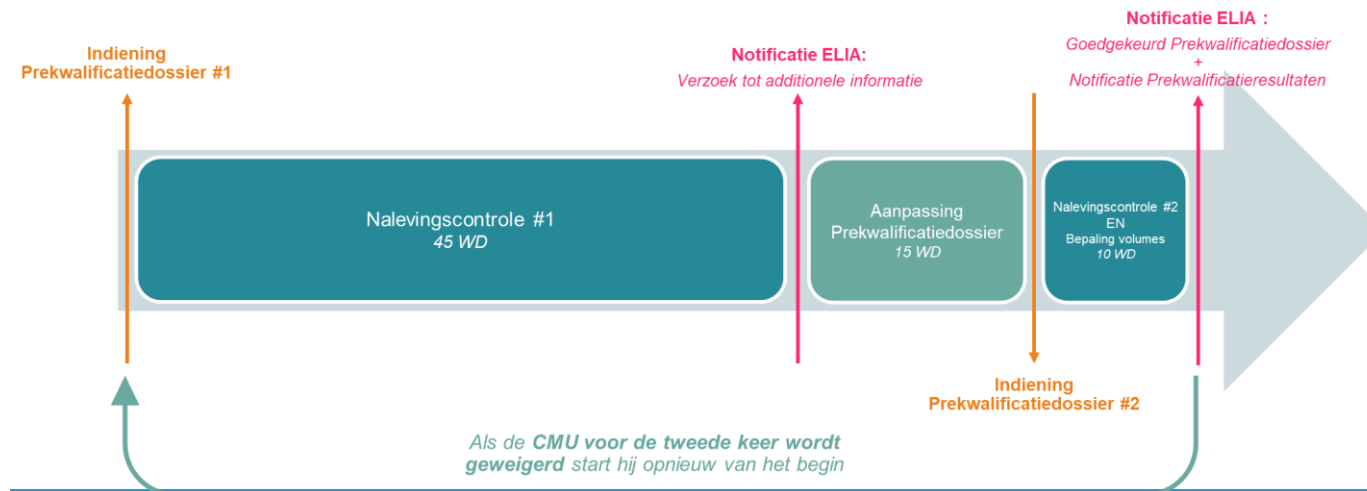 Indiening
Prekwalificatiedossier #1
Notificatie ELIA:
Verzoek tot additionele informatie
Notificatie ELIA :
Goedgekeurd Prekwalificatiedossier
+
Notificatie Prekwalificatieresultaten
Nalevingscontrole #1
45 WD
Aanpassing
Prekwalificatiedossier
15 WD
Nalevingscontrole #2
EN
Bepaling volumes
10 WD
Indiening
Prekwalificatiedossier #2
Als de CMU voor de tweede keer wordt
geweigerd start hij opnieuw van het begin